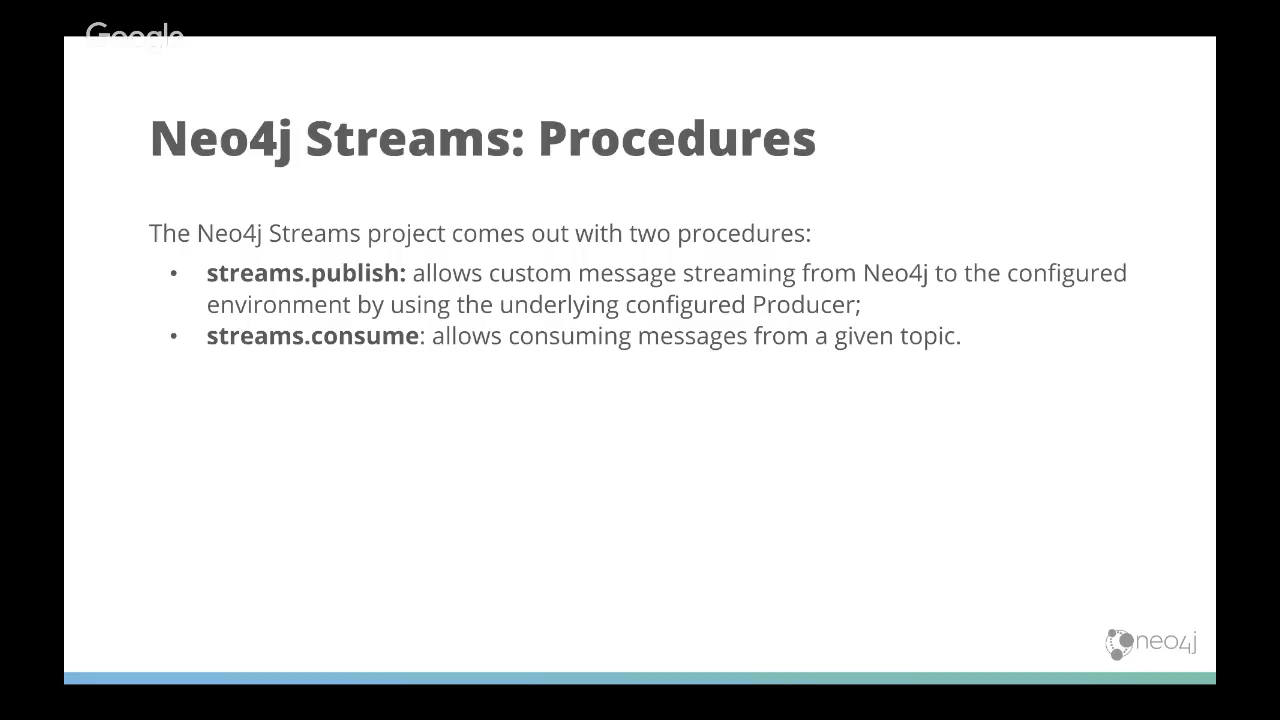 Google
Neo4j Streams: Procedures
The Neo4j Streams project comes out with two procedures:
• streams.publish: allows custom message streaming from Neo4j to the configured
environment by using the underlying configured Producer;
• streams.consume: allows consuming messages from a given topic.
neo4j